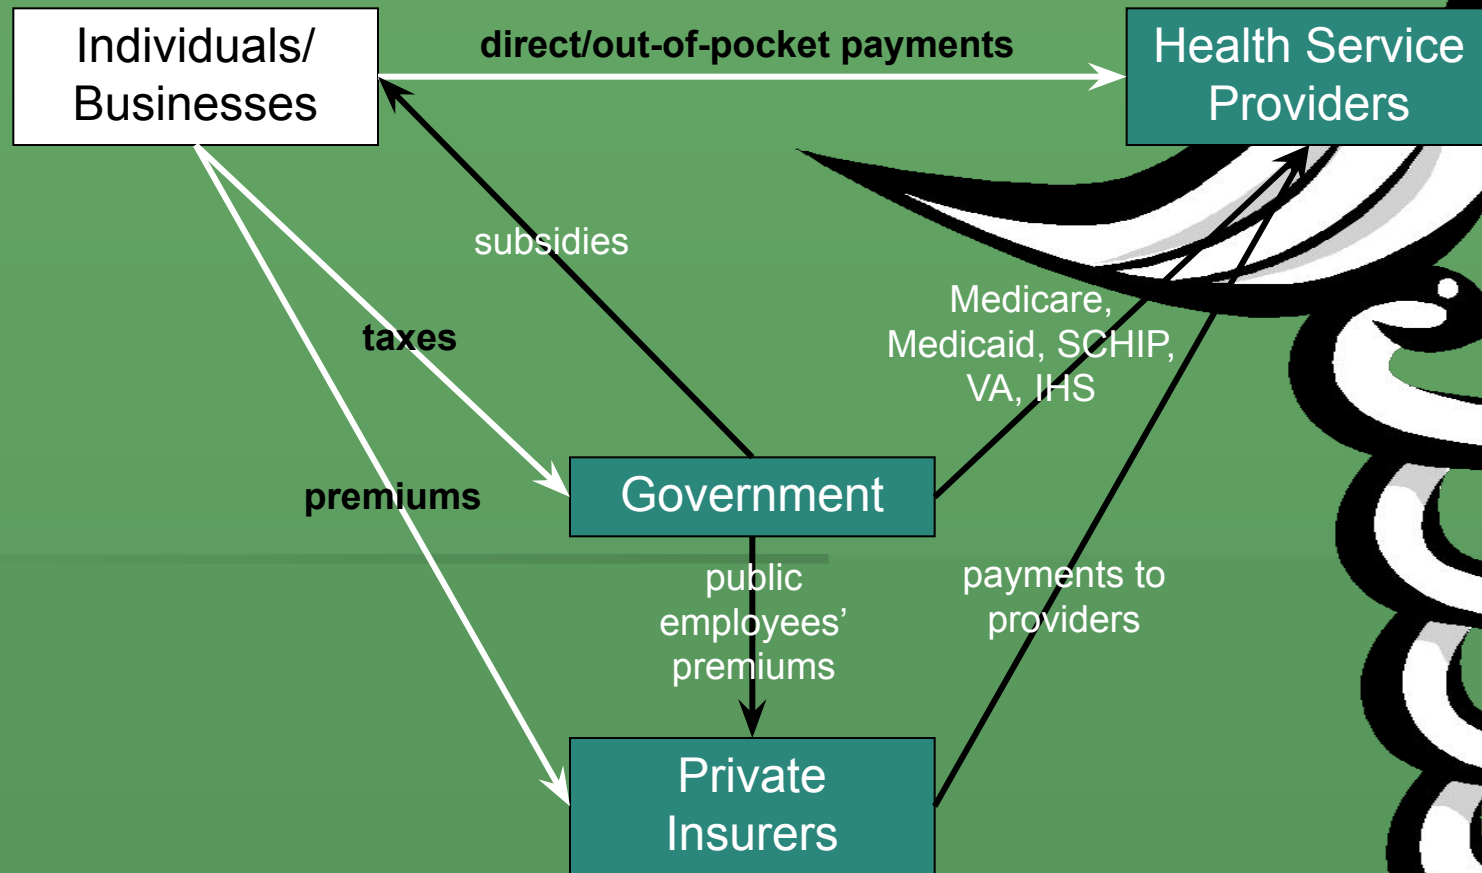 Individuals/
Businesses
direct/out-of-pocket payments
Health Service
Providers
subsidies
taxes
Medicare,
Medicaid, SCHIP,
VA, IHS
premiums
Government
public
employees’
premiums
payments to
providers
Private
Insurers